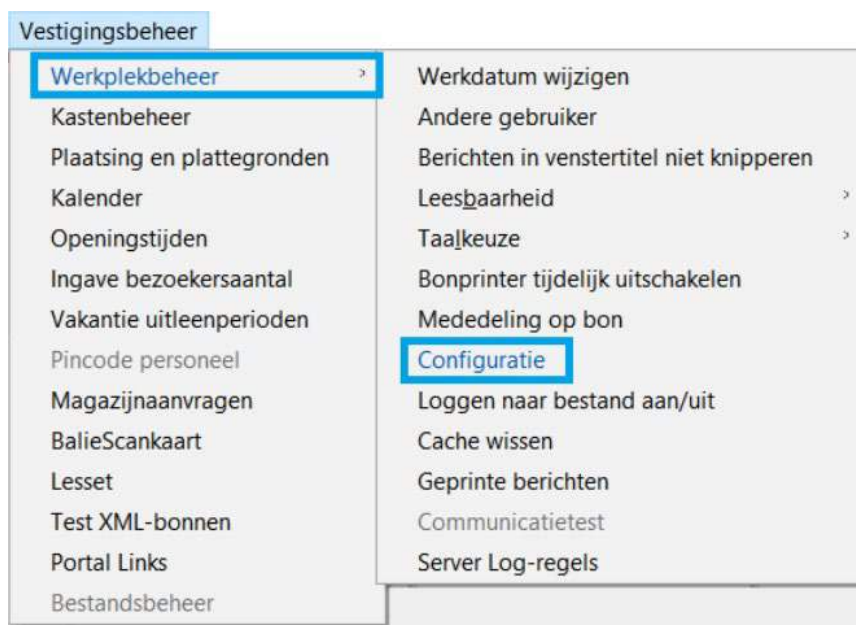 Vestigingsbeheer
Werkplekbeheer
Kastenbeheer
Plaatsing en plattegronden
Kalender
Openingstijden
Ingave bezoekersaantal
Vakantie uitleenperioden
Pincode personeel
Magazijnaanvragen
BalieScankaart
Lesset
Test XML-bonnen
Portal Links
Bestandsbeheer
Werkdatum wijzigen
Andere gebruiker
Berichten in venstertitel niet knipperen
Leesbaarheid
Taalkeuze
Bonprinter tijdelijk uitschakelen
Mededeling op bon
Configuratie
Loggen naar bestand aan/uit
Cache wissen
Geprinte berichten
Communicatietest
Server Log-regels